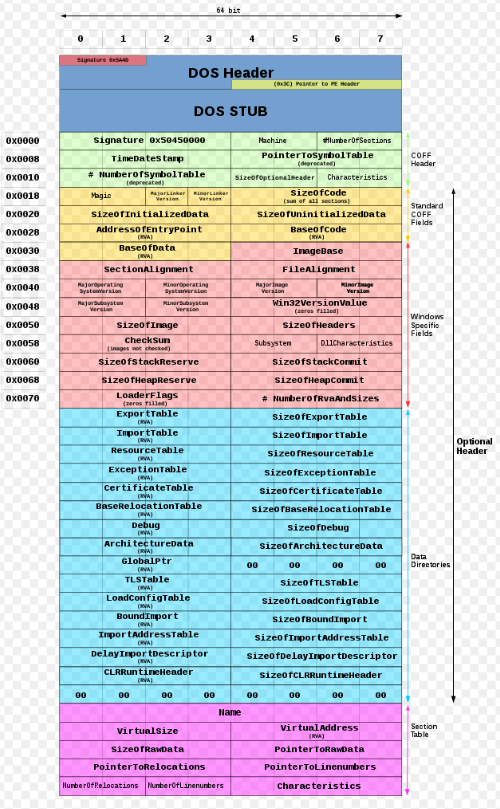 64 bit
0 1 2 3 4 5 6 7
Signature 0x5A4D
DOS Header
(0x3C) Pointer to PE Header
DOS STUB
0x0000 Signature 0x50450000 Machine #NumberOfSections
0x0008 TimeDateStamp PointerToSymbolTable
(deprecated)
COFF
Header
0x0010 # NumberOfSymbolTable SizeOfOptionalHeader Characteristics
(deprecated)
0x0018 Magic MajorLinker
Version MinorLinker
Version SizeOfCode
(sum of all sections)
Standard
COFF
Fields
0x0020 SizeOfInitializedData SizeOfUninitializedData
0x0028 AddressOfEntryPoint
(RVA) BaseOfCode
(RVA)
0x0030 BaseOfData
(RVA) ImageBase
0x0038 SectionAlignment FileAlignment
0x0040 MajorOperating
SystemVersion MinorOperating
SystemVersion MajorImage
Version MinorImage
Version
0x0048 MajorSubsystem
Version MinorSubsystem
Version Win32VersionValue
(zeros filled)
Windows
Specific
Fields
0x0050 SizeOfImage SizeOfHeaders
0x0058 CheckSum
(images not checked) Subsystem DllCharacteristics
0x0060 SizeOfStackReserve SizeOfStackCommit
0x0068 SizeOfHeapReserve SizeOfHeapCommit
0x0070 LoaderFlags
(zeros filled) # NumberOfRvaAndSizes
ExportTable
(RVA) SizeOfExportTable
ImportTable
(RVA) SizeOfImportTable
Optional
Header
ResourceTable
(RVA) SizeOfResourceTable
ExceptionTable
(RVA) SizeOfExceptionTable
CertificateTable
(RVA) SizeOfCertificateTable
BaseRelocationTable
(RVA) SizeOfBaseRelocationTable
Debug
(RVA) SizeOfDebug
ArchitectureData
(RVA) SizeOfArchitectureData
GlobalPtr
(RVA) 00 00 00 00
Data
Directories
TLSTable
(RVA) SizeOfTLSTable
LoadConfigTable
(RVA) SizeOfLoadConfigTable
BoundImport
(RVA) SizeOfBoundImport
ImportAddressTable
(RVA) SizeOfImportAddressTable
DelayImportDescriptor
(RVA) SizeOfDelayImportDescriptor
CLRRuntimeHeader
(RVA) SizeOfCLRRuntimeHeader
00 00 00 00 00 00 00 00
Name
VirtualSize VirtualAddress
(RVA)
Section
Table
SizeOfRawData PointerToRawData
PointerToRelocations PointerToLinenumbers
NumberOfRelocations NumberOfLinenumbers Characteristics